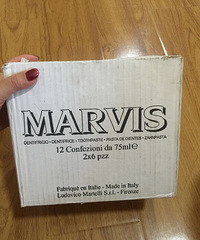 MARVIS
DENTIFRICIO • DENTIFRICE • TOOTHPASTE • PASTA DE DIENTES • ZAHNPASTA
12 Confezioni da 75ml ℮
2x6 pzz
Fabriqué en Italie - Made in Italy
Ludovico Martelli S.r.l. - Firenze